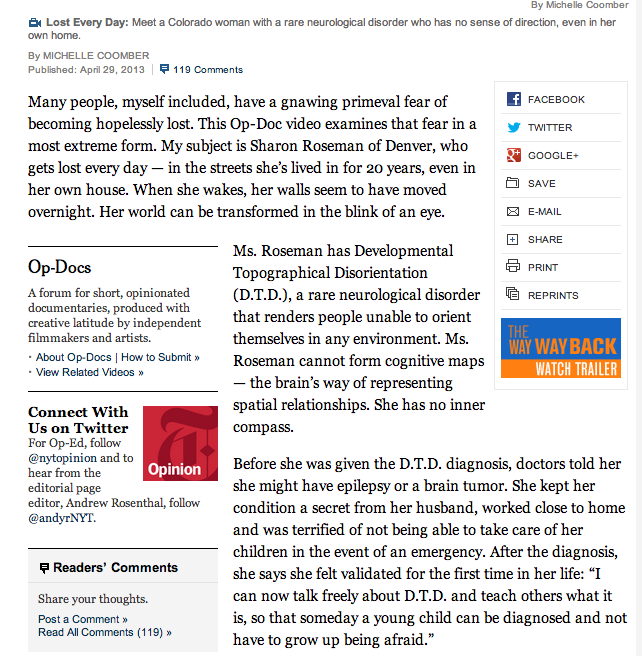 By Michelle Coomber
Lost Every Day: Meet a Colorado woman with a rare neurological disorder who has no sense of direction, even in her
own home.
By MICHELLE COOMBER
Published: April 29, 2013 | 119 Comments
Many people, myself included, have a gnawing primeval fear of
becoming hopelessly lost. This Op-Doc video examines that fear in a
most extreme form. My subject is Sharon Roseman of Denver, who
gets lost every day — in the streets she’s lived in for 20 years, even in
her own house. When she wakes, her walls seem to have moved
overnight. Her world can be transformed in the blink of an eye.
FACEBOOK
TWITTER
GOOGLE+
SAVE
E-MAIL
SHARE
PRINT
REPRINTS
THE
WAY WAY BACK
WATCH TRAILER
Op-Docs
A forum for short, opinionated
documentaries, produced with
creative latitude by independent
filmmakers and artists.
· About Op-Docs | How to Submit »
· View Related Videos »
Connect With
Us on Twitter
For Op-Ed, follow
@nytopinion and to
hear from the
editorial page
editor, Andrew Rosenthal, follow
@andyrNYT.
T
Opinion
Readers’ Comments
Share your thoughts.
Post a Comment »
Read All Comments (119) »
Ms. Roseman has Developmental
Topographical Disorientation
(D.T.D.), a rare neurological disorder
that renders people unable to orient
themselves in any environment. Ms.
Roseman cannot form cognitive maps
— the brain’s way of representing
spatial relationships. She has no inner
compass.
Before she was given the D.T.D. diagnosis, doctors told her
she might have epilepsy or a brain tumor. She kept her
condition a secret from her husband, worked close to home
and was terrified of not being able to take care of her
children in the event of an emergency. After the diagnosis,
she says she felt validated for the first time in her life: “I
can now talk freely about D.T.D. and teach others what it
is, so that someday a young child can be diagnosed and not
have to grow up being afraid.”